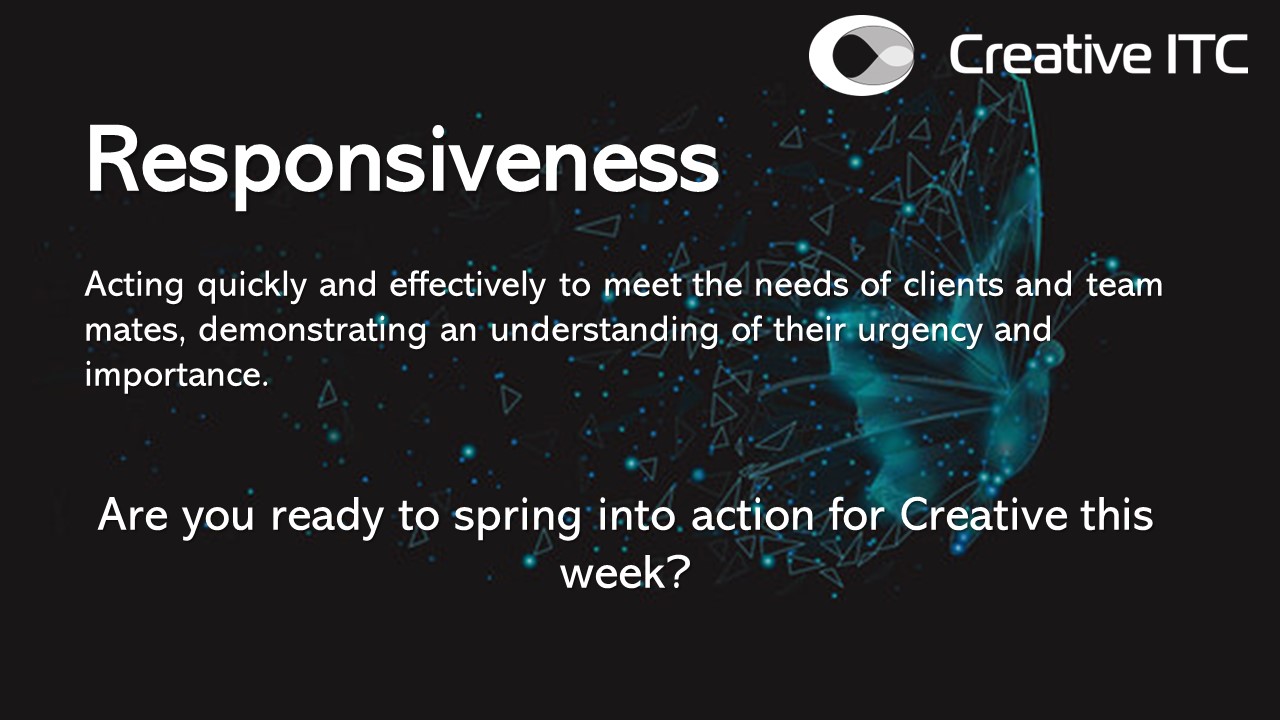 Creative ITC
Responsiveness
Acting quickly and effectively to meet the needs of clients and team
mates, demonstrating an understanding of their urgency and
importance.
Are you ready to spring into action for Creative this
week?